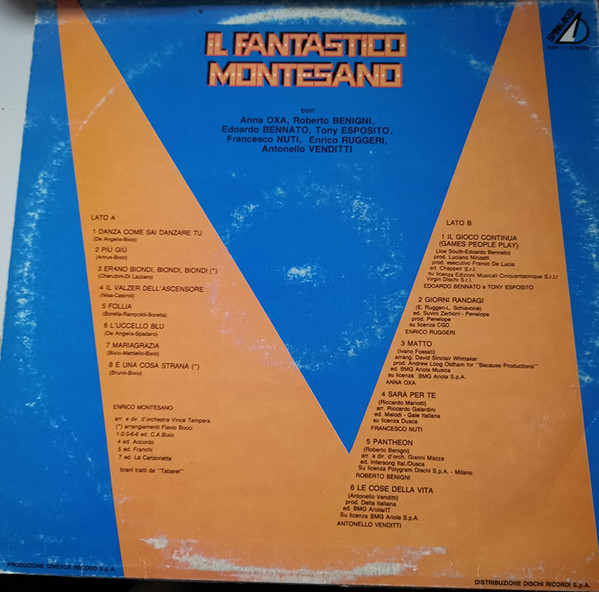 IL FANTASTICO
MONTESANO
con
Anna OXA, Roberto BENIGNI,
Edoardo BENNATO, Tony ESPOSITO,
Francesco NUTI, Enrico RUGGERI,
Antonello VENDITTI
LATO A
1 DANZA COME SAI DANZARE TU
(De Angelis-Bixio)
2 PIÙ GIÙ
3 ERANO BIONDI, BIONDI, BIONDI (*)
(Cherubini-Di Lazzaro)
4 IL VALZER DELL'ASCENSORE
(Nisa-Casiroli)
5 FOLLIA
(Borella-Rampoldi-Borella)
6 L'UCCELLO BLU
(De Angelis-Spadaro)
7 MARIAGRAZIA
(Bixio-Mattiello-Bixio)
8 È UNA COSA STRANA (*)
(Bruno-Bixio)
ENRICO MONTESANO
arr. e dir. d'orchestra Vince Tempera
(*) arrangiamenti Flavio Bocci
1-2-3-6-8 ed. C.A.Bixio
4 ed. Accordo
5 ed. Franchi
7 ed. La Canzonetta
brani tratti da "Tabaret"
LATO B
1 IL GIOCO CONTINUA
(GAMES PEOPLE PLAY)
(Joe South-Edoardo Bennato)
prod. Luciano Ninzatti
prod. esecutivo Franco De Lucia
ed. Chappell S.r.l.
su licenza Edizioni Musicali Cinquantacinque S.r.l./
Virgin Dischi S.r.l.
EDOARDO BENNATO e TONY ESPOSITO
2 GIORNI RANDAGI
(E. Ruggeri-L. Schiavone)
ed. Suvini Zerboni - Penelope
prod. Penelope
su licenza CGD
ENRICO RUGGERI
3 MATTO
(Ivano Fossati)
arrang. David Sinclair Whittaker
prod. Andrew Loog Oldham for "Because Productions"
ed. BMG Ariola Musica
su licenza: BMG Ariola S.p.A.
ANNA OXA
4 SARÀ PER TE
(Riccardo Mariotti)
arr. Riccardo Galardini
ed. Melodi - Gale Italiana
su licenza Dusca
FRANCESCO NUTI
5 PANTHEON
(Roberto Benigni)
arr. e dir. d'orch. Gianni Mazza
ed. Intersong Ital./Dusca
Su licenza Polygram Dischi S.p.A. - Milano
ROBERTO BENIGNI
6 LE COSE DELLA VITA
(Antonello Venditti)
prod. Delta Italiana
ed. BMG Ariola/IT
Su licenza BMG Ariola S.p.A.
ANTONELLO VENDITTI
PRODUZIONE CINEVOX RECORD S.p.A.
DISTRIBUZIONE DISCHI RICORDI S.p.A.